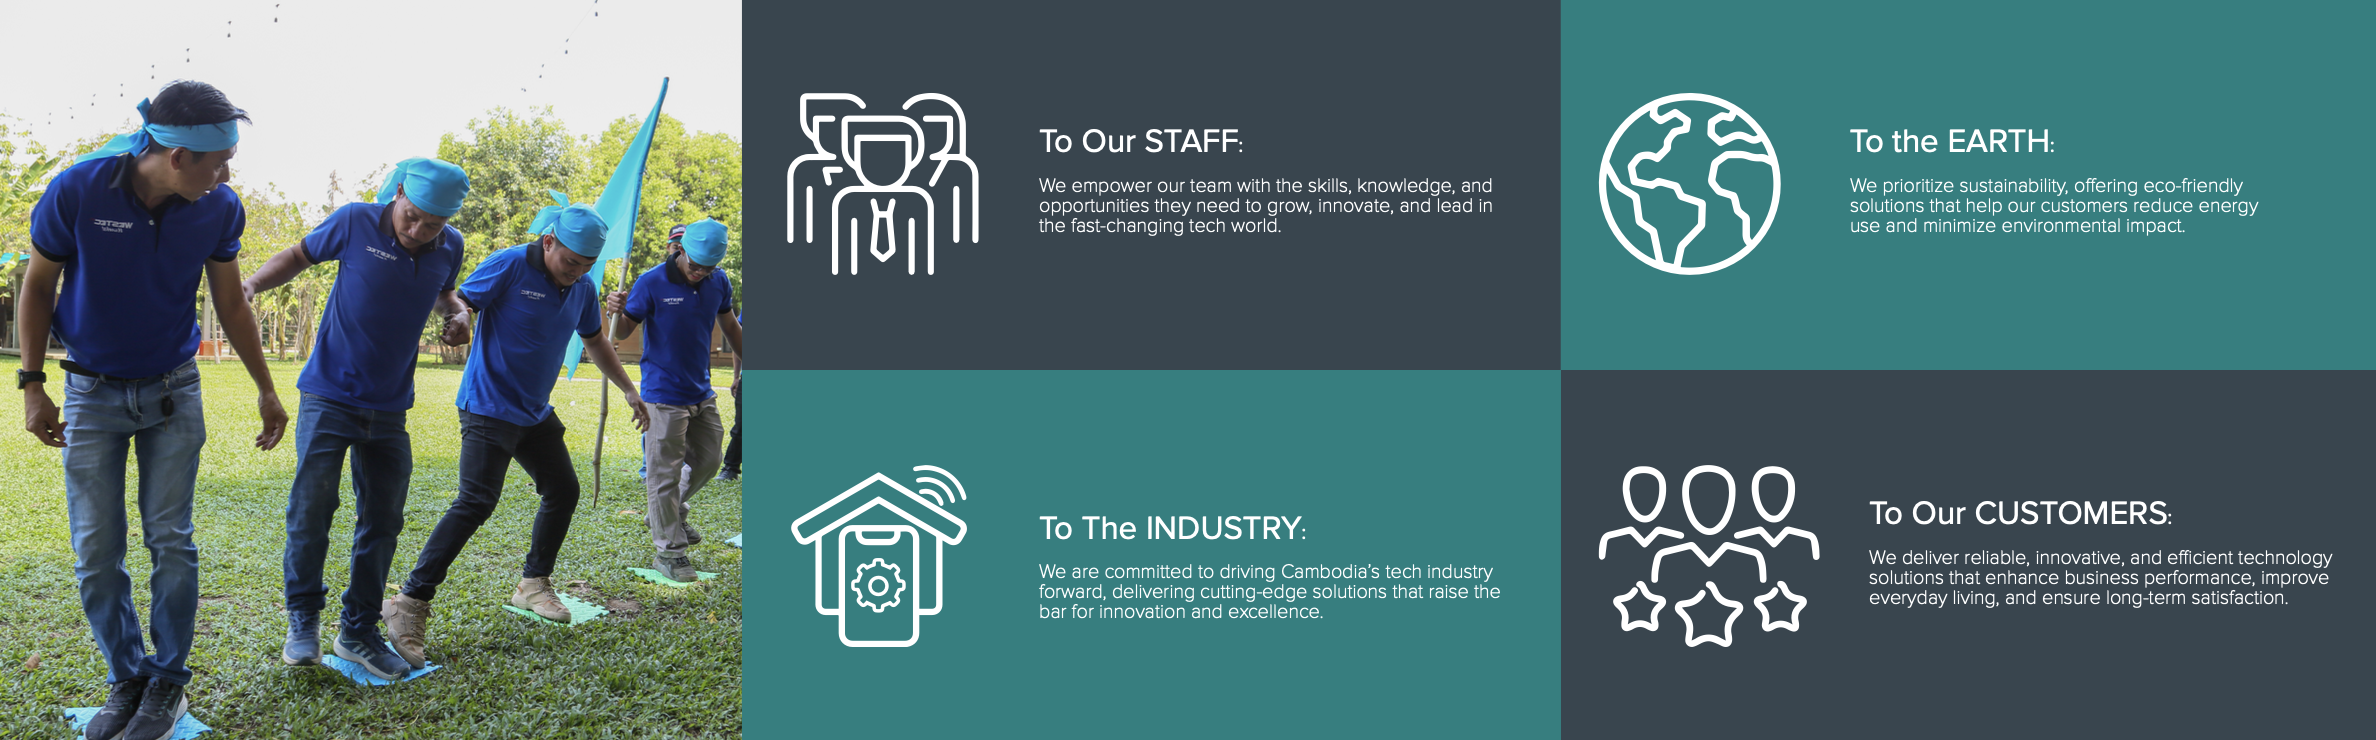 To Our STAFF:
We empower our team with the skills, knowledge, and
opportunities they need to grow, innovate, and lead in
the fast-changing tech world.
To the EARTH:
We prioritize sustainability, offering eco-friendly
solutions that help our customers reduce energy
use and minimize environmental impact.
To The INDUSTRY:
We are committed to driving Cambodia's tech industry
forward, delivering cutting-edge solutions that raise the
bar for innovation and excellence.
To Our CUSTOMERS:
We deliver reliable, innovative, and efficient technology
solutions that enhance business performance, improve
everyday living, and ensure long-term satisfaction.